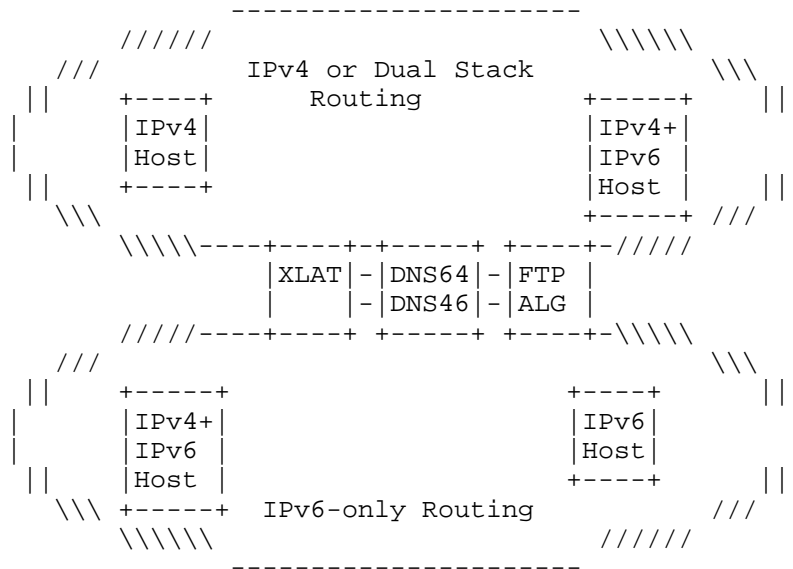 ----------------------
         //////                        \\\\\\
     ///         IPv4 or Dual Stack           \\\
   ||    +----+      Routing          +-----+    ||
  |      |IPv4|                       |IPv4+|
  |      |Host|                       |IPv6 |
   ||    +----+                       |Host |    ||
     \\\                              +-----+ ///
         \\\\\----+----+-+-----+ +----+-/////
                  |XLAT|-|DNS64|-|FTP |
                  |    |-|DNS46|-|ALG |
         /////----+----+ +-----+ +----+-\\\\\
     ///                                      \\\
   ||    +-----+                     +----+      ||
  |      |IPv4+|                     |IPv6|
  |      |IPv6 |                     |Host|
   ||    |Host |                     +----+      ||
     \\\ +-----+  IPv6-only Routing           ///
         \\\\\\                        //////
                ----------------------